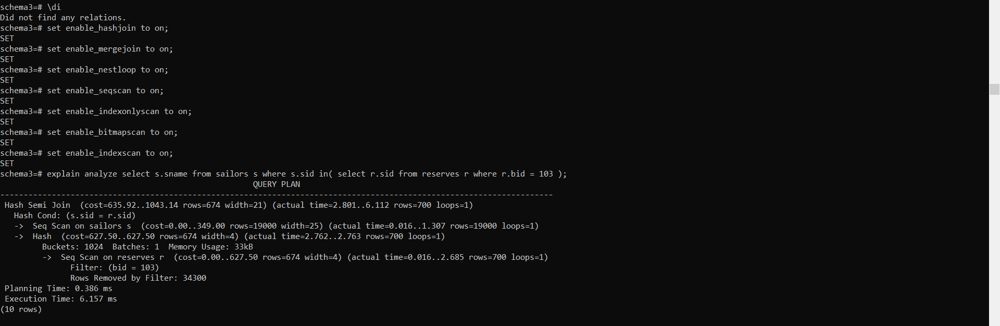 schema3=# \di
Did not find any relations.
schema3=# set enable_hashjoin to on;
SET
schema3=# set enable_mergejoin to on;
SET
schema3=# set enable_nestloop to on;
SET
schema3=# set enable_seqscan to on;
SET
schema3=# set enable_indexonlyscan to on;
SET
schema3=# set enable_bitmapscan to on;
SET
schema3=# set enable_indexscan to on;
SET
schema3=# explain analyze select s.sname from sailors s where s.sid in( select r.sid from reserves r where r.bid = 103 );
                                                      QUERY PLAN
----------------------------------------------------------------------------------------------------------------------
 Hash Semi Join  (cost=635.92..1043.14 rows=674 width=21) (actual time=2.801..6.112 rows=700 loops=1)
   Hash Cond: (s.sid = r.sid)
   ->  Seq Scan on sailors s  (cost=0.00..349.00 rows=19000 width=25) (actual time=0.016..1.307 rows=19000 loops=1)
   ->  Hash  (cost=627.50..627.50 rows=674 width=4) (actual time=2.762..2.763 rows=700 loops=1)
         Buckets: 1024  Batches: 1  Memory Usage: 33kB
         ->  Seq Scan on reserves r  (cost=0.00..627.50 rows=674 width=4) (actual time=0.016..2.685 rows=700 loops=1)
               Filter: (bid = 103)
               Rows Removed by Filter: 34300
 Planning Time: 0.386 ms
 Execution Time: 6.157 ms
(10 rows)